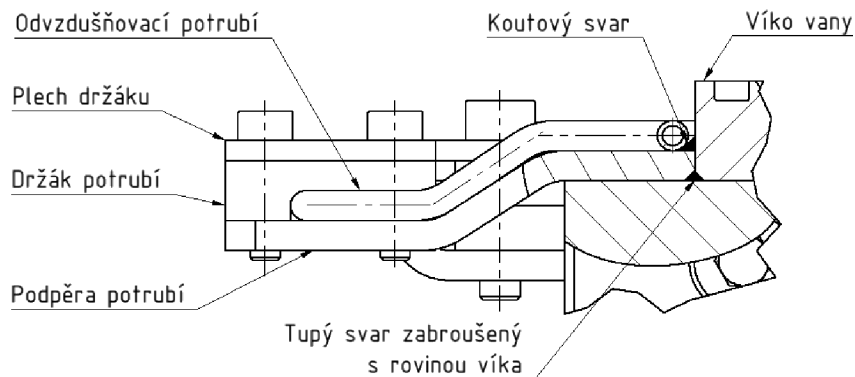 Odvzdušňovací potrubí
Koutový svar
Víko vany
Plech držáku
Držák potrubí
Podpěra potrubí
Tupý svar zabroušený
s rovinou víka